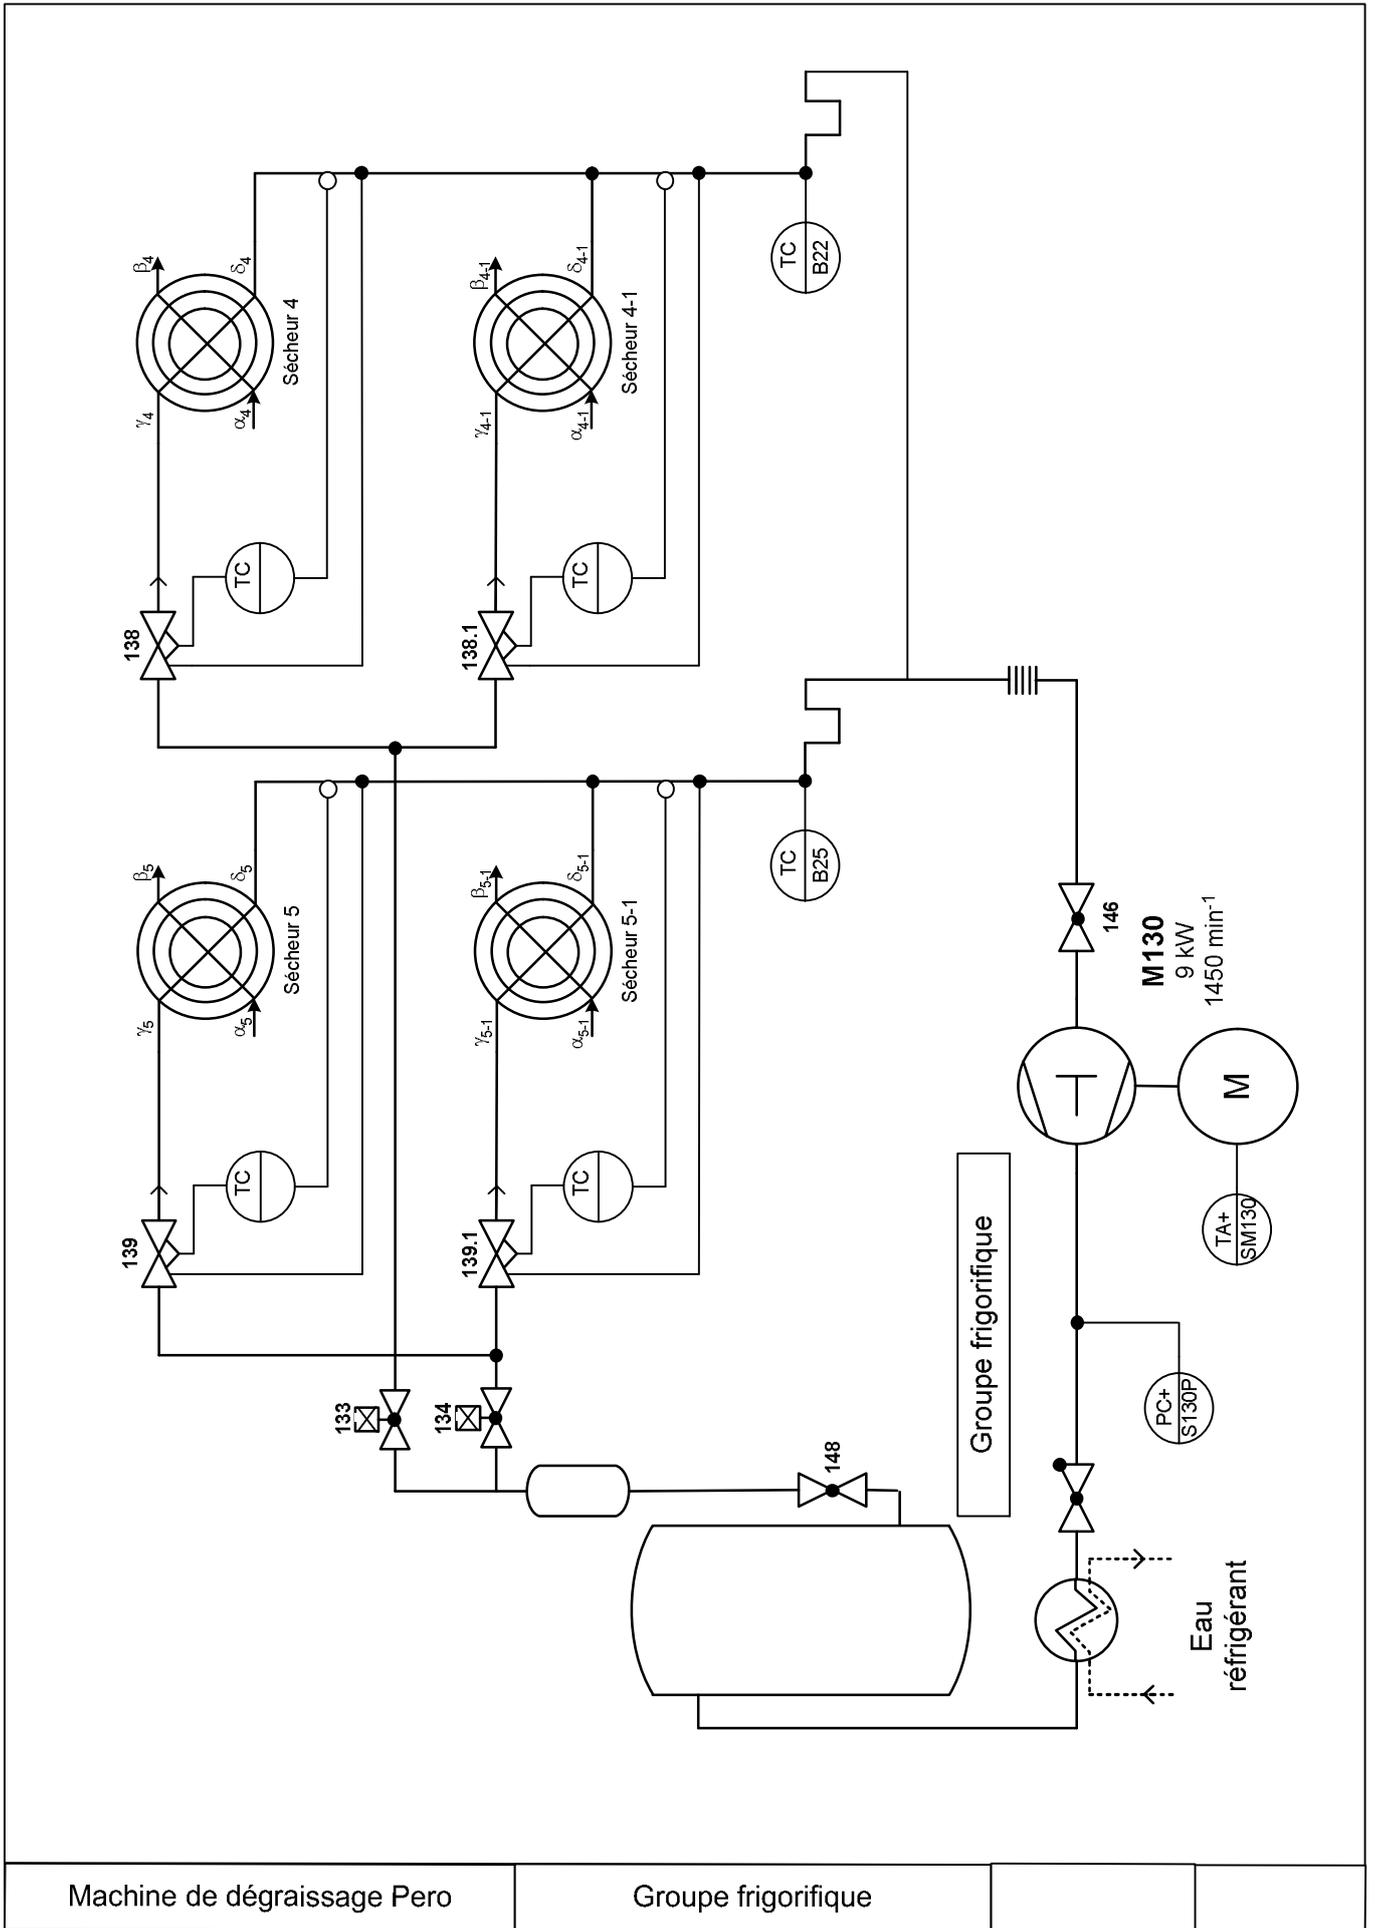 β4
δ4
Sécheur 4
γ4
α4
TC
138
β4-1
δ4-1
Sécheur 4-1
γ4-1
α4-1
TC
138.1
TC
B22
β5
δ5
Sécheur 5
γ5
α5
TC
139
β5-1
δ5-1
Sécheur 5-1
γ5-1
α5-1
TC
139.1
TC
B25
146
M130
9 kW
1450 min-1
T
M
TA+
SM130
Groupe frigorifique
PC+
S130P
133
134
148
Eau
réfrigérant
Machine de dégraissage Pero
Groupe frigorifique